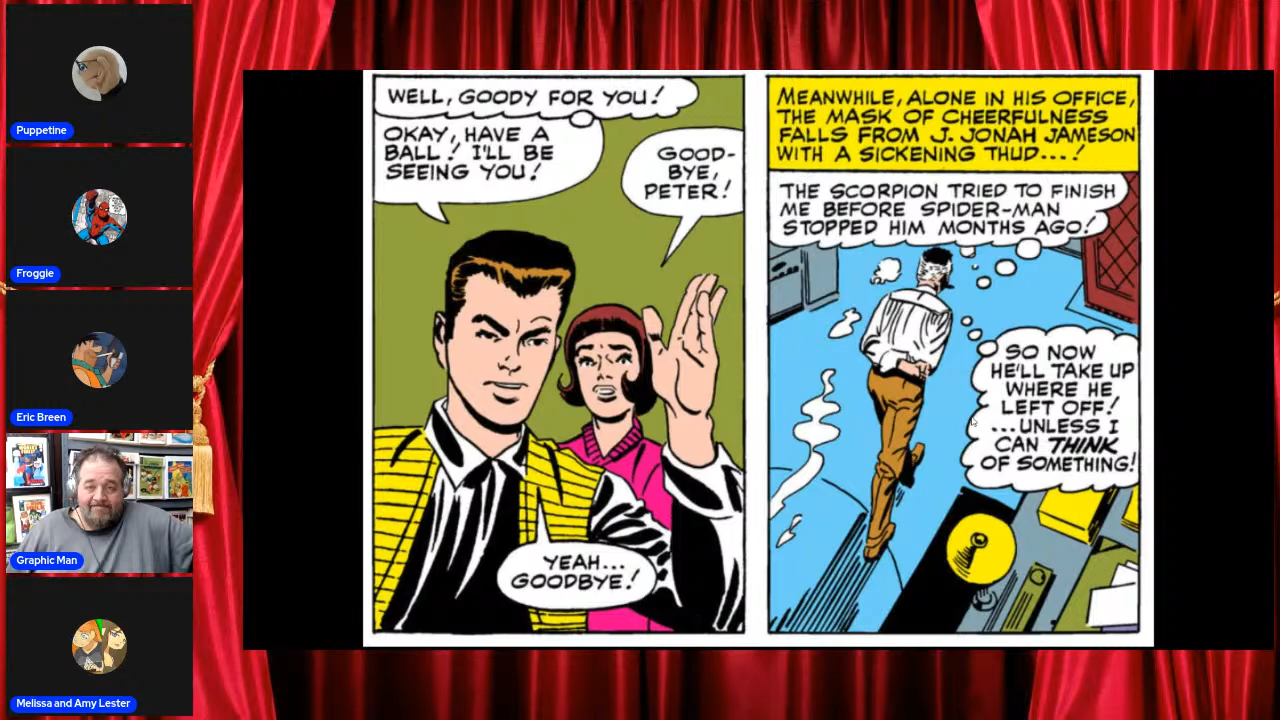 Puppetine
Froggie
Eric Breen
Graphic Man
Melissa and Amy Lester
WELL, GOODY FOR YOU!
OKAY, HAVE A
BALL! I'LL BE
SEEING YOU!
GOOD-
BYE,
PETER!
YEAH...
GOODBYE!
MEANWHILE, ALONE IN HIS OFFICE,
THE MASK OF CHEERFULNESS
FALLS FROM J. JONAH JAMESON
WITH A SICKENING THUD...!
THE SCORPION TRIED TO FINISH
ME BEFORE SPIDER-MAN
STOPPED HIM MONTHS AGO!
SO NOW
HE'LL TAKE UP
WHERE HE
LEFT OFF!
...UNLESS I
CAN THINK
OF SOMETHING!